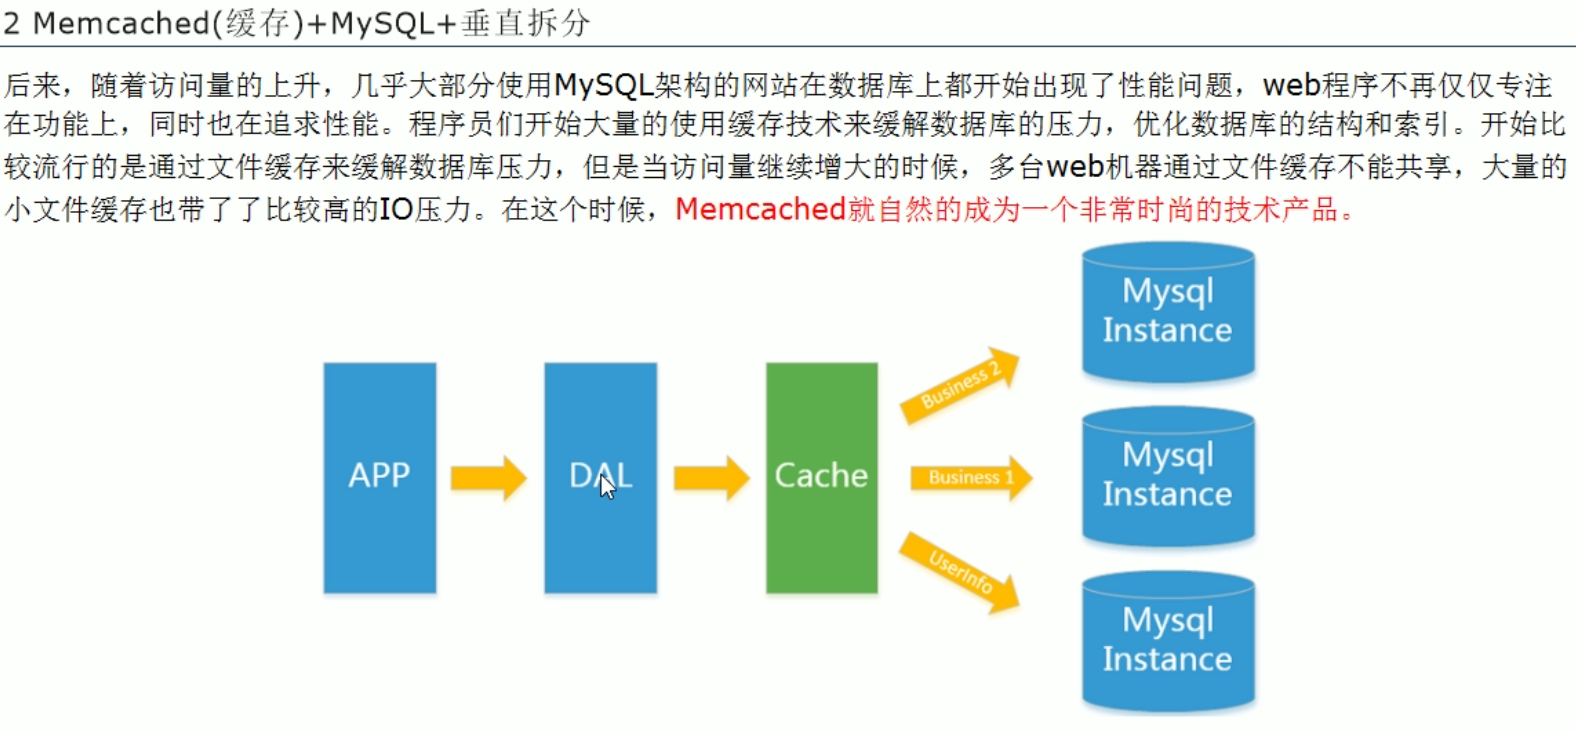 2 Memcached(缓存)+MySQL+垂直拆分
后来，随着访问量的上升，几乎大部分使用MySQL架构的网站在数据库上都开始出现了性能问题，web程序不再仅仅专注
在功能上，同时也在追求性能。程序员们开始大量的使用缓存技术来缓解数据库的压力，优化数据库的结构和索引。开始比
较流行的是通过文件缓存来缓解数据库压力，但是当访问量继续增大的时候，多台web机器通过文件缓存不能共享，大量的
小文件缓存也带了了比较高的IO压力。在这个时候，Memcached就自然的成为一个非常时尚的技术产品。
APP
DAL
Cache
Business 2
Business 1
UserInfo
Mysql
Instance
Mysql
Instance
Mysql
Instance